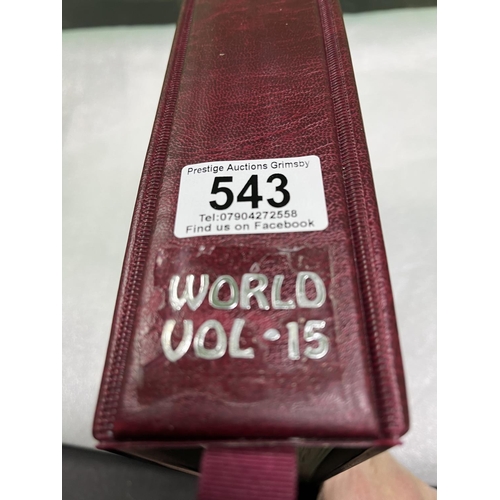 Prestige Auctions Grimsby
543
Tel:07904272558
Find us on Facebook
WORLD
VOL·15